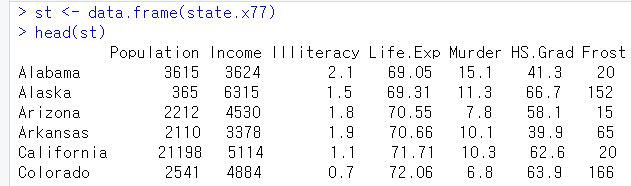 > st <- data.frame(state.x77)
> head(st)
           Population Income Illiteracy Life.Exp Murder HS.Grad Frost
Alabama          3615   3624        2.1    69.05   15.1    41.3    20
Alaska            365   6315        1.5    69.31   11.3    66.7   152
Arizona          2212   4530        1.8    70.55    7.8    58.1    15
Arkansas         2110   3378        1.9    70.66   10.1    39.9    65
California      21198   5114        1.1    71.71   10.3    62.6    20
Colorado         2541   4884        0.7    72.06    6.8    63.9   166